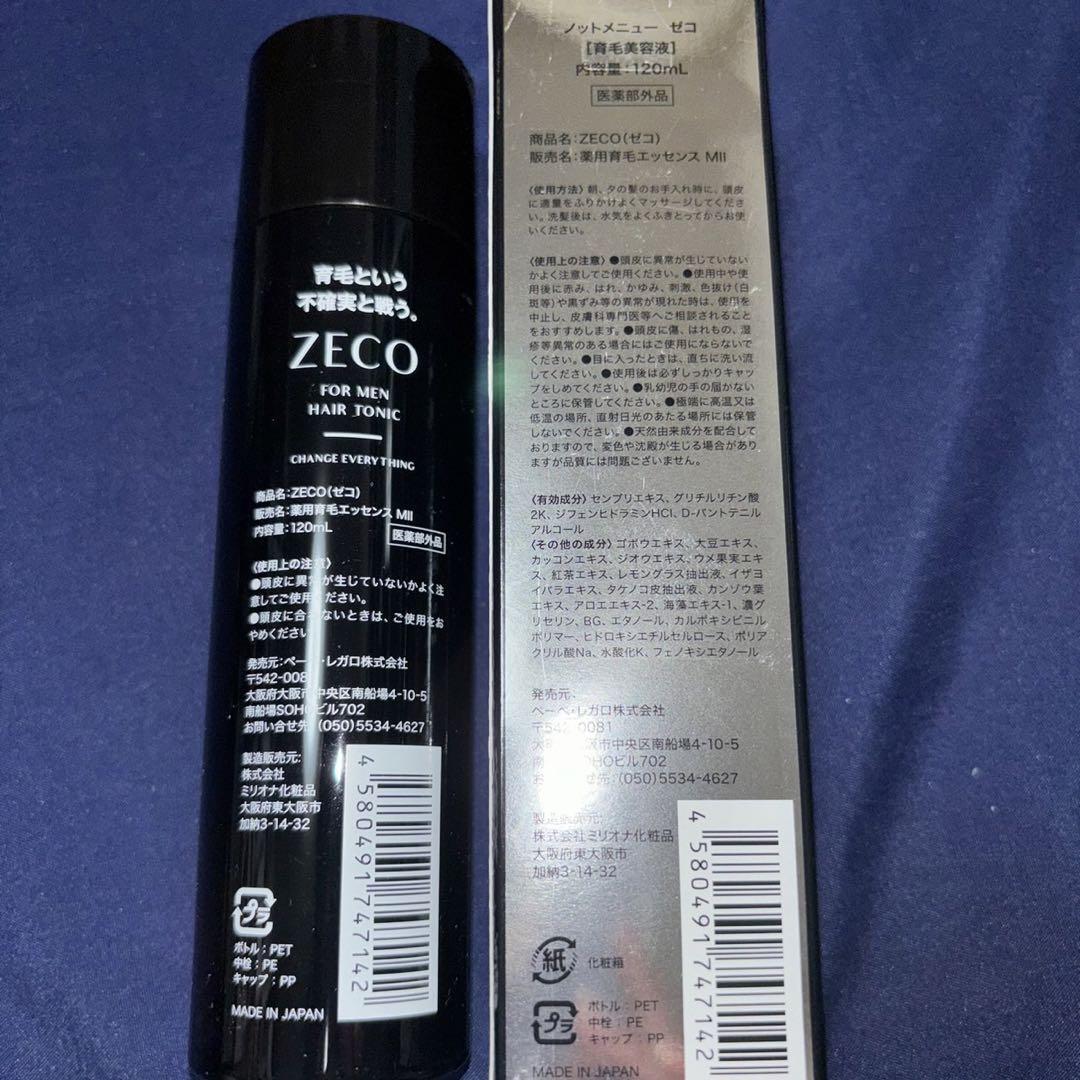 育毛という
不確実と戦う。
ZECO
FOR MEN
HAIR TONIC
CHANGE EVERYTHING
商品名:ZECO(ゼコ)
販売名:薬用育毛エッセンス MII
内容量:120mL
医薬部外品
〈使用上の注意〉
●頭皮に異常が生じていないかよく注
意してご使用ください。
●頭皮に合わないときは、ご使用をお
やめください
発売元:ベーベ・レガロ株式会社
〒542-0081
大阪府大阪市中央区南船場4-10-5
南船場SOHOビル702
お問い合せ先:(050)5534-4627
製造販売元:
株式会社
ミリオナ化粧品
大阪府東大阪市
加納3-14-32
4580491747142
プラ
ボトル:PET
中栓:PE
キャップ:PP
MADE IN JAPAN
ノットメニュー ゼコ
【育毛美容液】
内容量:120mL
医薬部外品
商品名:ZECO(ゼコ)
販売名:薬用育毛エッセンス MII
〈使用方法〉朝、夕の髪のお手入れ時に、頭皮
に適量をふりかけよくマッサージしてくださ
い。洗髪後は、水気をよくふきとってからお使
いください。
〈使用上の注意〉●頭皮に異常が生じていない
かよく注意してご使用ください。●使用中や使
用後に赤み、はれ、かゆみ、刺激、色抜け(白
斑等)や黒ずみ等の異常が現れた時は、使用を
中止し、皮膚科専門医等へご相談されること
をおすすめします。●頭皮に傷、はれもの、湿
疹等異常のある場合にはご使用にならないで
ください。●目に入ったときは、直ちに洗い流
してください。●使用後は必ずしっかりキャッ
プをしめてください。●乳幼児の手の届かない
ところに保管してください。●極端に高温又は
低温の場所、直射日光のあたる場所には保管
しないでください。●天然由来成分を配合して
おりますので、変色や沈殿が生じる場合があり
ますが品質には問題ございません。
〈有効成分〉センブリエキス、グリチルリチン酸
2K、ジフェンヒドラミンHCl、D-パントテニル
アルコール
〈その他の成分〉ゴボウエキス、大豆エキス、
カッコンエキス、ジオウエキス、ウメ果実エキ
ス、紅茶エキス、レモングラス抽出液、イザヨ
イバラエキス、タケノコ皮抽出液、カンゾウ葉
エキス、アロエエキス-2、海藻エキス-1、濃グ
リセリン、BG、エタノール、カルボキシビニル
ポリマー、ヒドロキシエチルセルロース、ポリア
クリル酸Na、水酸化K、フェノキシエタノール
発売元:
ベーベ・レガロ株式会社
〒542-0081
大阪市中央区南船場4-10-5
HOビル702
せ先:(050)5534-4627
製造販売元:
株式会社ミリオナ化粧品
大阪府東大阪市
加納3-14-32
4580491747142
紙
化粧箱
プラ
ボトル:PET
中栓:PE
キャップ:PP
MADE IN JAPAN